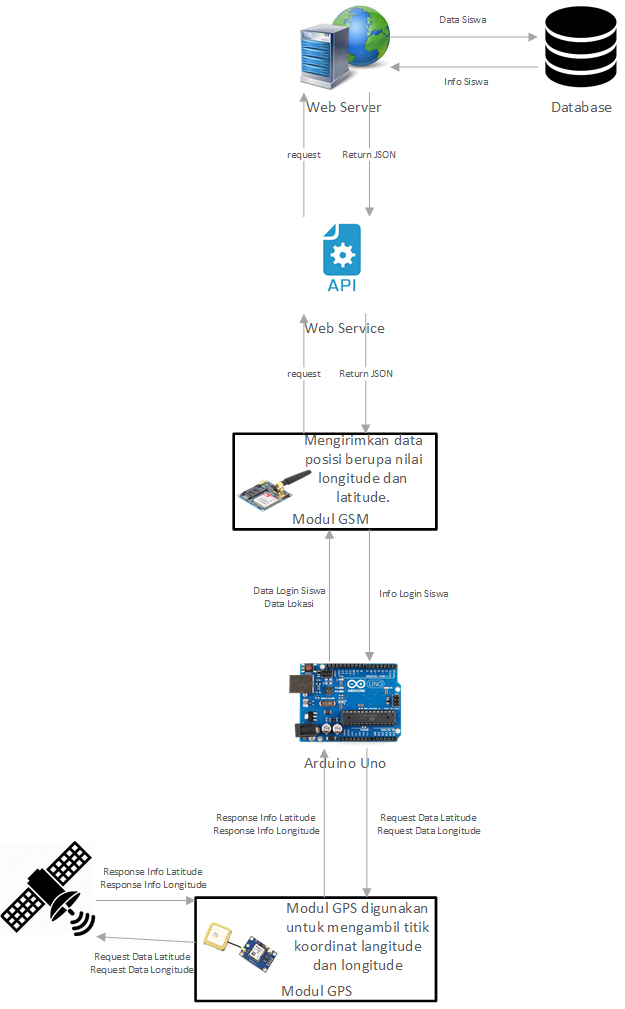 Data Siswa
Info Siswa
Web Server
Database
request
Return JSON
API
Web Service
request
Return JSON
Mengirimkan data
posisi berupa nilai
longitude dan
latitude.
Modul GSM
Data Login Siswa
Data Lokasi
Info Login Siswa
UNO
ARDUINO
Arduino Uno
Response Info Latitude
Response Info Longitude
Request Data Latitude
Request Data Longitude
Response Info Latitude
Response Info Longitude
Request Data Latitude
Request Data Longitude
Modul GPS digunakan
untuk mengambil titik
koordinat langitude
dan longitude
Modul GPS